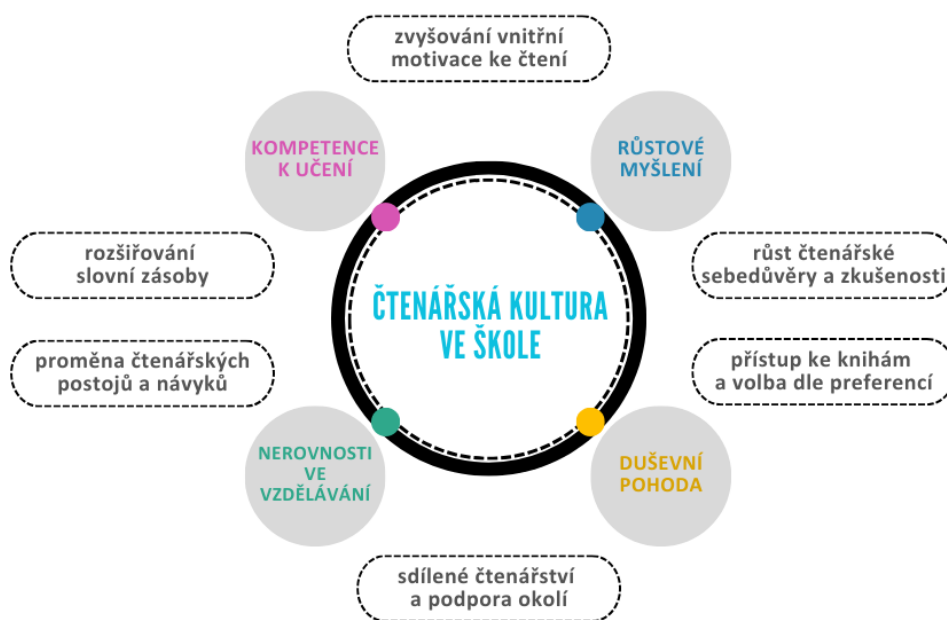 zvyšování vnitřní
motivace ke čtení
KOMPETENCE
K UČENÍ
RŮSTOVÉ
MYŠLENÍ
rozšiřování
slovní zásoby
růst čtenářské
sebedůvěry a zkušenosti
ČTENÁŘSKÁ KULTURA
VE ŠKOLE
proměna čtenářských
postojů a návyků
přístup ke knihám
a volba dle preferencí
NEROVNOSTI
VE
VZDĚLÁVÁNÍ
DUŠEVNÍ
POHODA
sdílené čtenářství
a podpora okolí